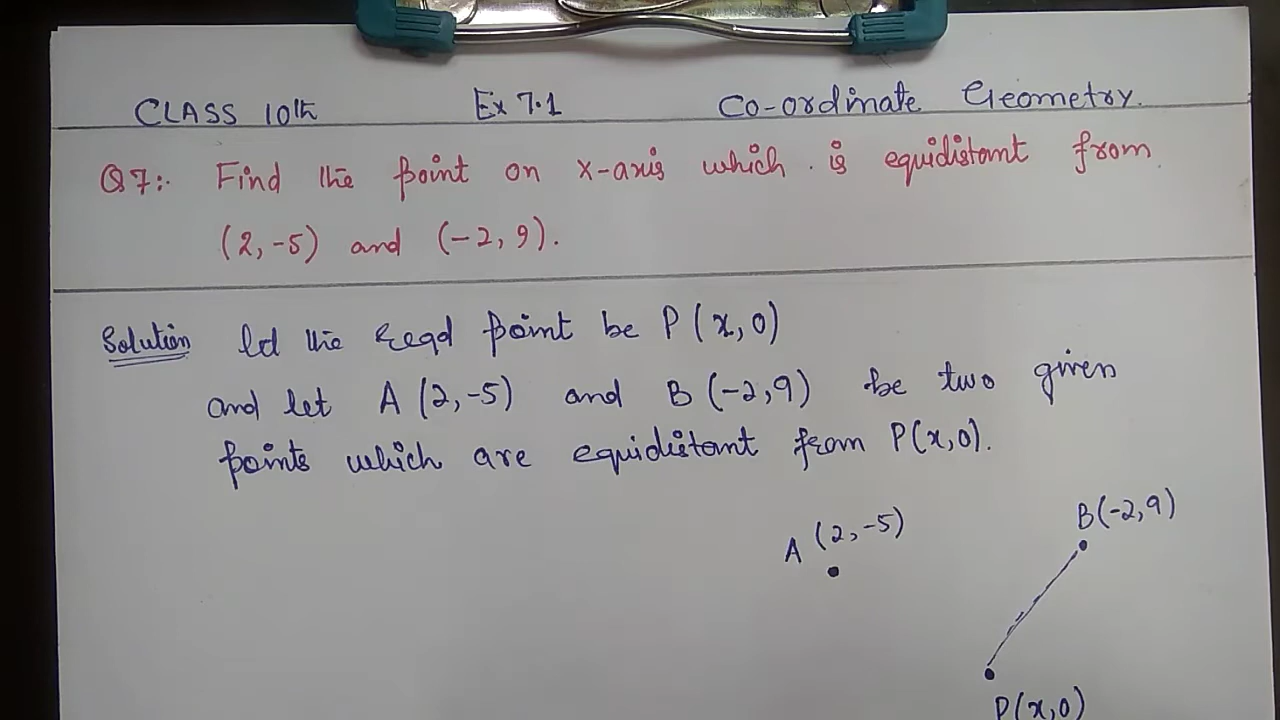 CLASS 10th Ex 7.1 Co-ordinate Geometry.
Q7:. Find the point on x-axis which is equidistant from
(2,-5) and (-2, 9).
Solution let the reqd point be P(x,0)
and let A (2,-5) and B (-2,9) be two given
points which are equidistant from P(x,0).
B(-2,9)
A (2,-5)
P(x,0)